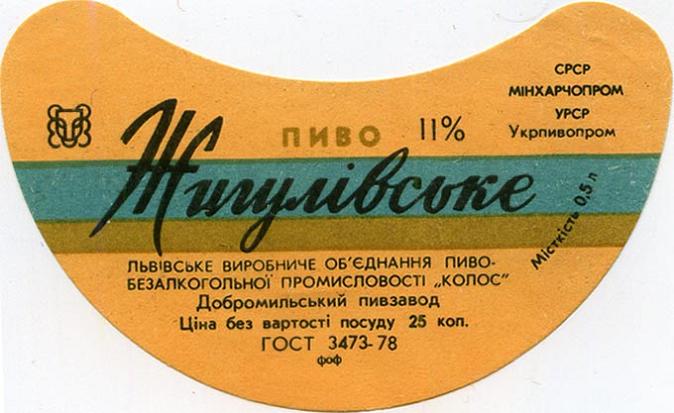 СРСР
МІНХАРЧОПРОМ
УРСР
Укрпивопром
ПИВО 11%
Жигулівське
Місткість 0,5 л
ЛЬВІВСЬКЕ ВИРОБНИЧЕ ОБ'ЄДНАННЯ ПИВО-
БЕЗАЛКОГОЛЬНОЇ ПРОМИСЛОВОСТІ „КОЛОС"
Добромильський пивзавод
Ціна без вартості посуду 25 коп.
ГОСТ 3473-78
фоф